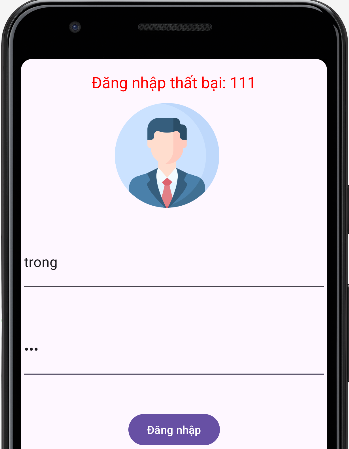 Đăng nhập thất bại: 111
trong
•••
Đăng nhập